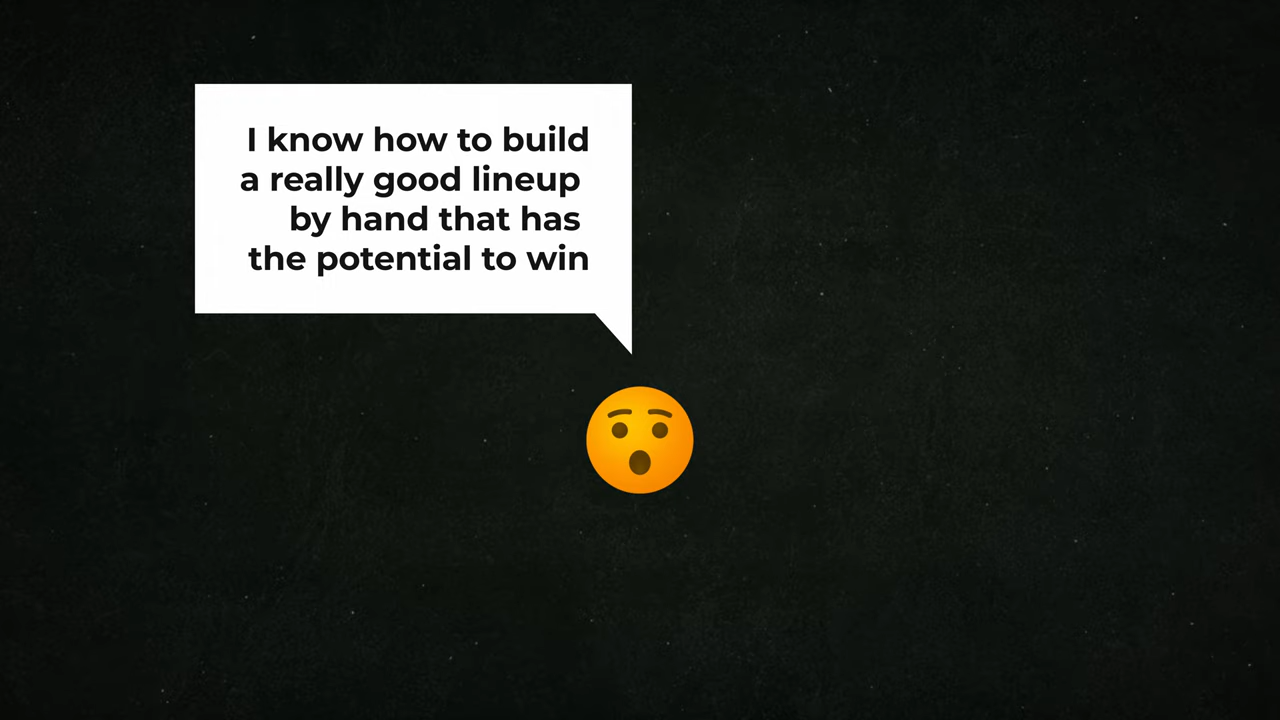 I know how to build
a really good lineup
by hand that has
the potential to win